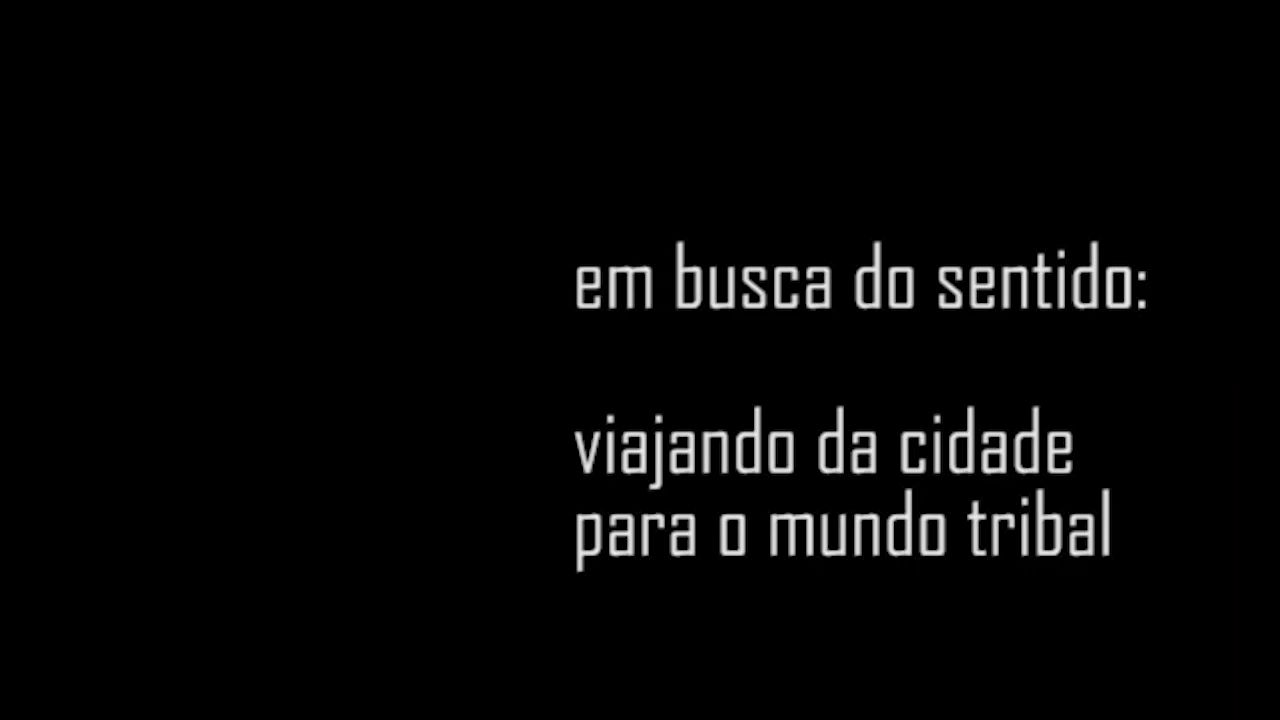 em busca do sentido:
viajando da cidade
para o mundo tribal